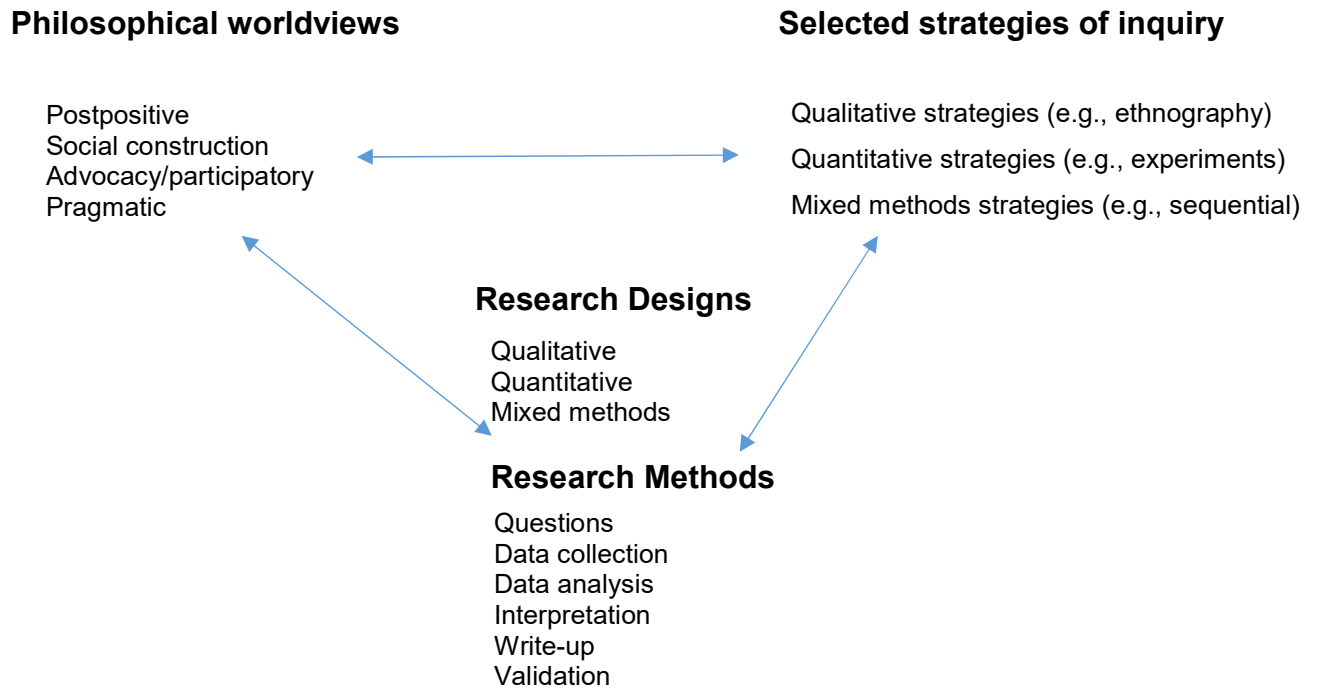 Philosophical worldviews
Selected strategies of inquiry
Postpositive
Social construction
Advocacy/participatory
Pragmatic
Qualitative strategies (e.g., ethnography)
Quantitative strategies (e.g., experiments)
Mixed methods strategies (e.g., sequential)
Research Designs
Qualitative
Quantitative
Mixed methods
Research Methods
Questions
Data collection
Data analysis
Interpretation
Write-up
Validation